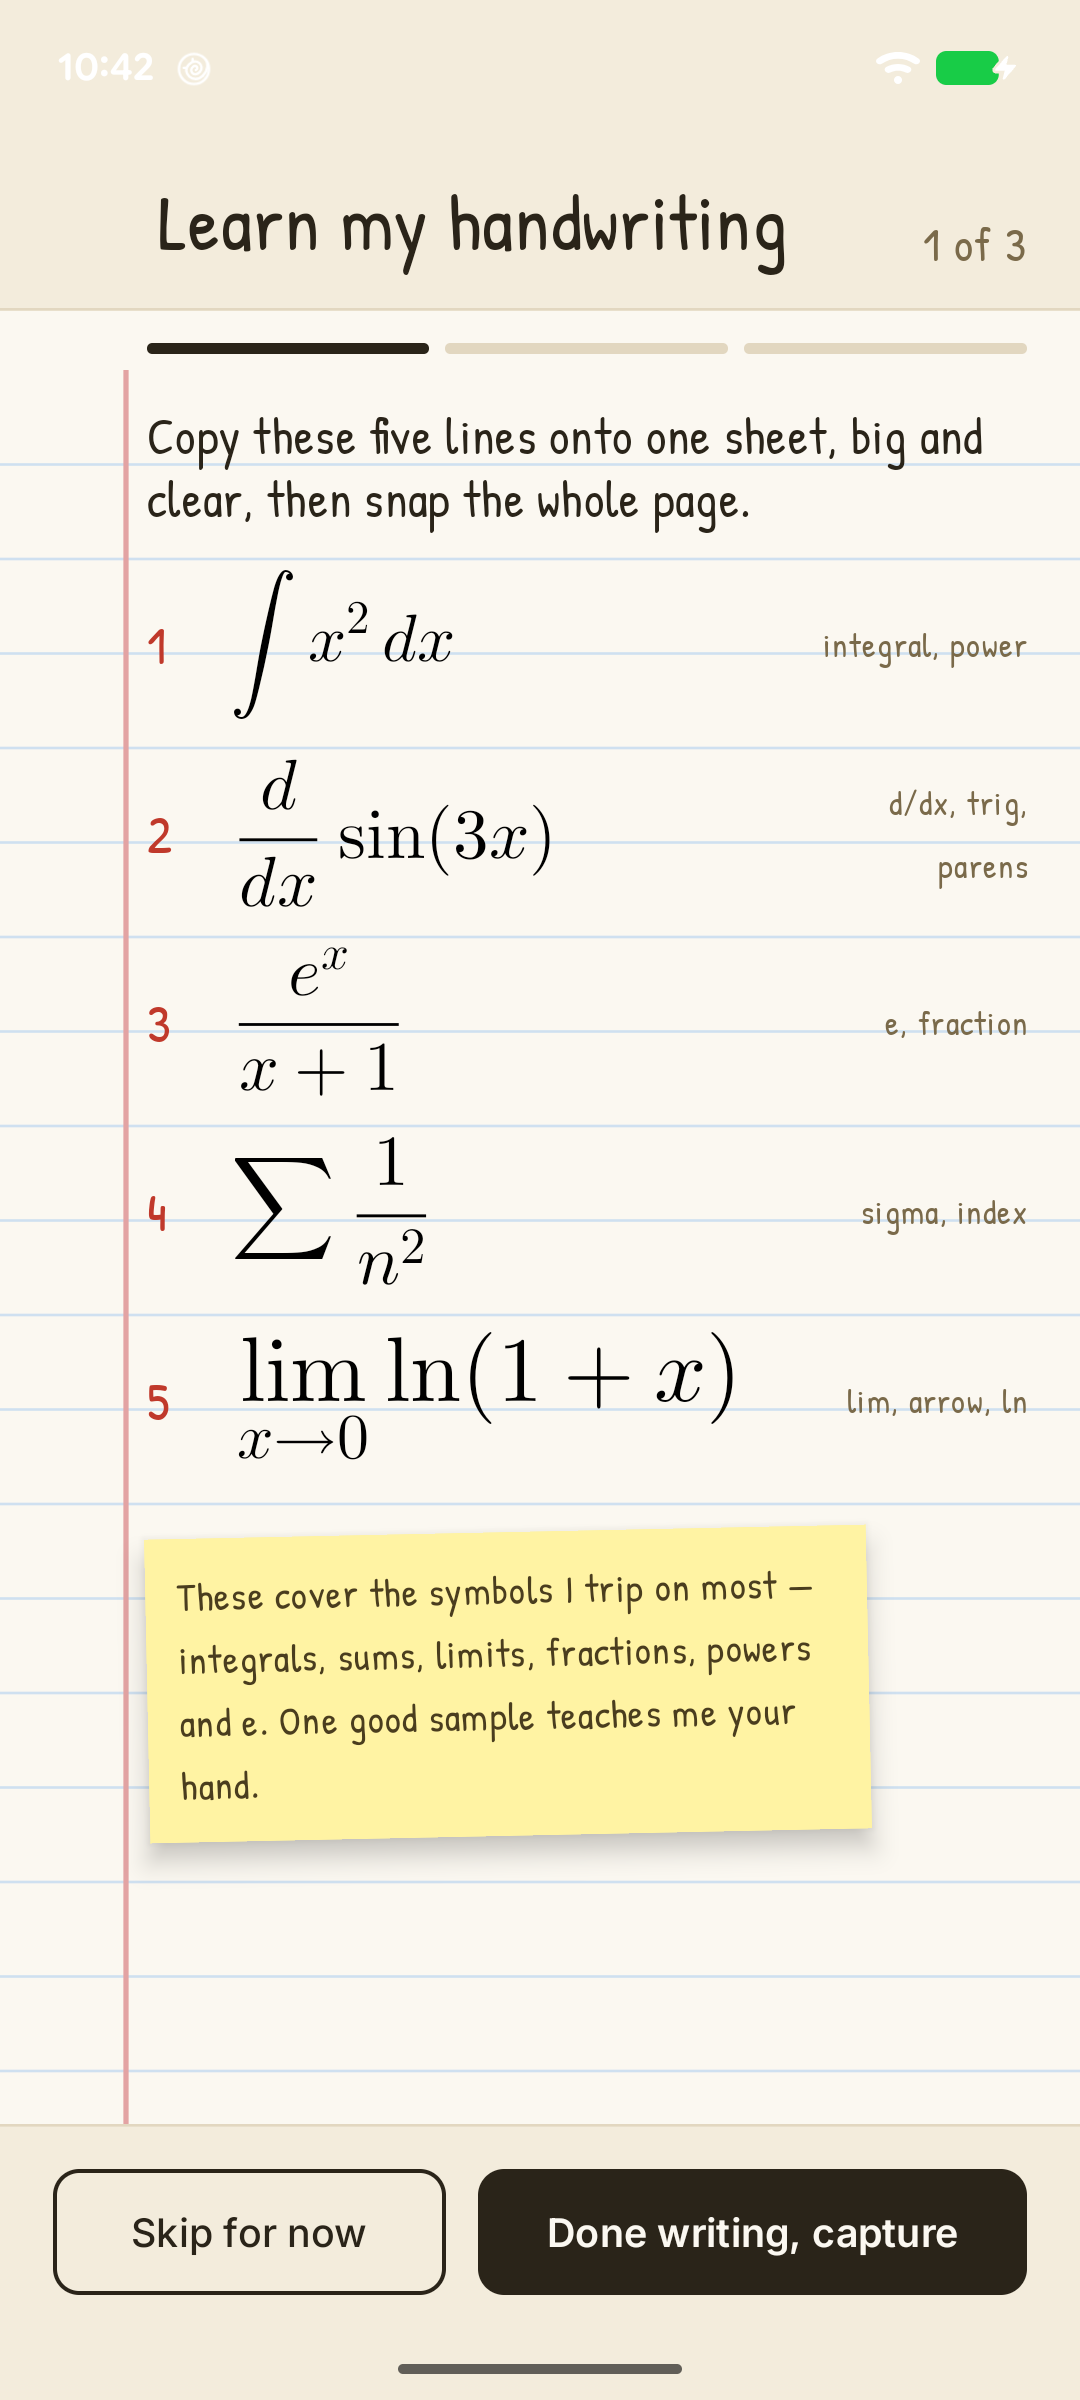 10:42
Learn my handwriting
1 of 3
Copy these five lines onto one sheet, big and
clear, then snap the whole page.
1 ∫ x² dx integral, power
2 d/dx sin(3x) d/dx, trig,
parens
3 eˣ/(x + 1) e, fraction
4 ∑ 1/n² sigma, index
5 lim x→0 ln(1 + x) lim, arrow, ln
These cover the symbols I trip on most —
integrals, sums, limits, fractions, powers
and e. One good sample teaches me your
hand.
Skip for now
Done writing, capture